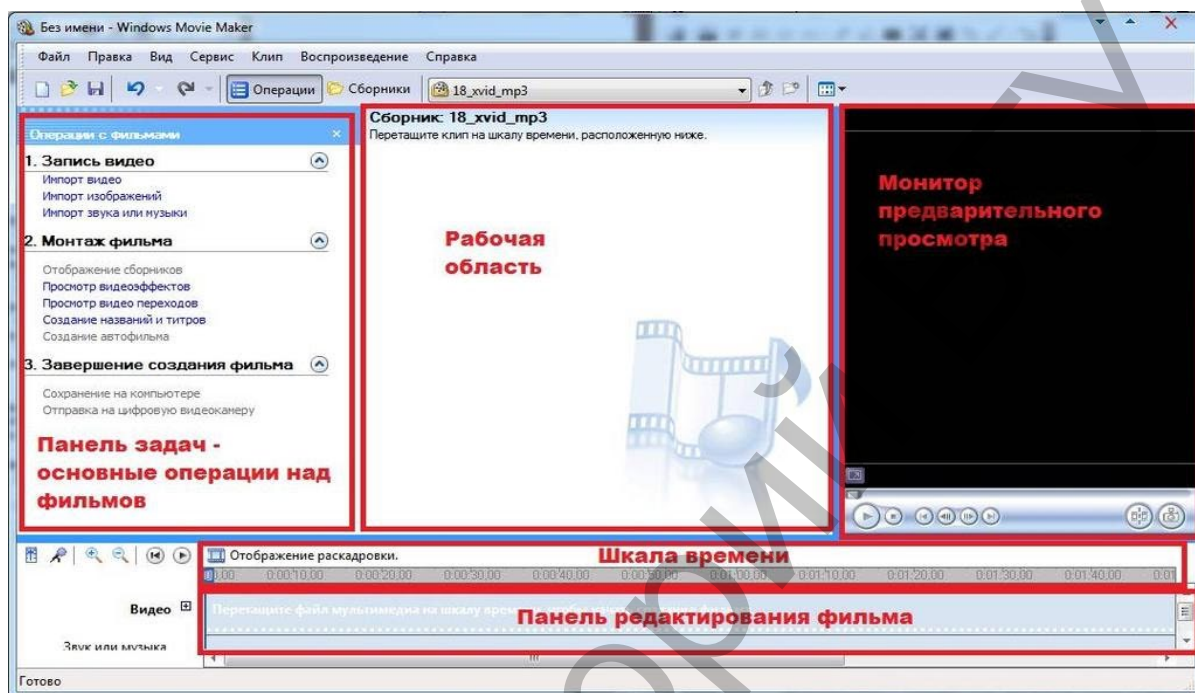 Без имени - Windows Movie Maker
Файл Правка Вид Сервис Клип Воспроизведение Справка
Операции Сборники 18_xvid_mp3
Операции с фильмами
1. Запись видео
Импорт видео
Импорт изображений
Импорт звука или музыки
2. Монтаж фильма
Отображение сборников
Просмотр видеоэффектов
Просмотр видео переходов
Создание названий и титров
Создание автофильма
3. Завершение создания фильма
Сохранение на компьютере
Отправка на цифровую видеокамеру
Панель задач -
основные операции над
фильмов
Сборник: 18_xvid_mp3
Перетащите клип на шкалу времени, расположенную ниже.
Рабочая
область
Монитор
предварительного
просмотра
Отображение раскадровки.
Шкала времени
0:00:10,00 0:00:20,00 0:00:30,00 0:00:40,00 0:00:50,00 0:01:00,00 0:01:10,00 0:01:20,00 0:01:30,00 0:01:40,00
Видео
Перетащите файл мультимедиа на шкалу времени
Панель редактирования фильма
Звук или музыка
Готово